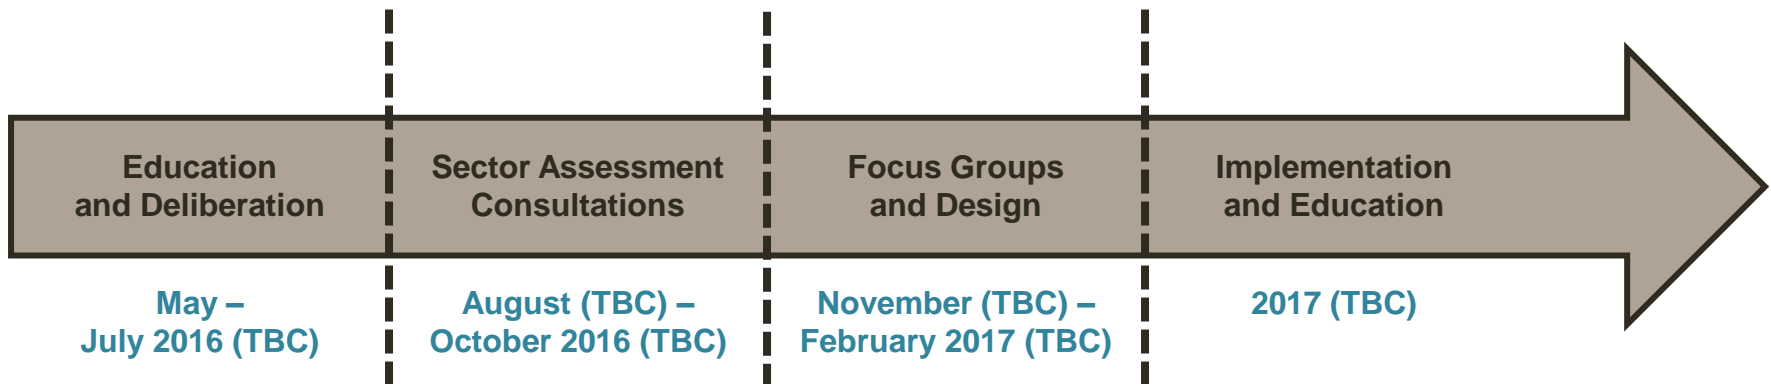 Education
and Deliberation
Sector Assessment
Consultations
Focus Groups
and Design
Implementation
and Education
May –
July 2016 (TBC)
August (TBC) –
October 2016 (TBC)
November (TBC) –
February 2017 (TBC)
2017 (TBC)